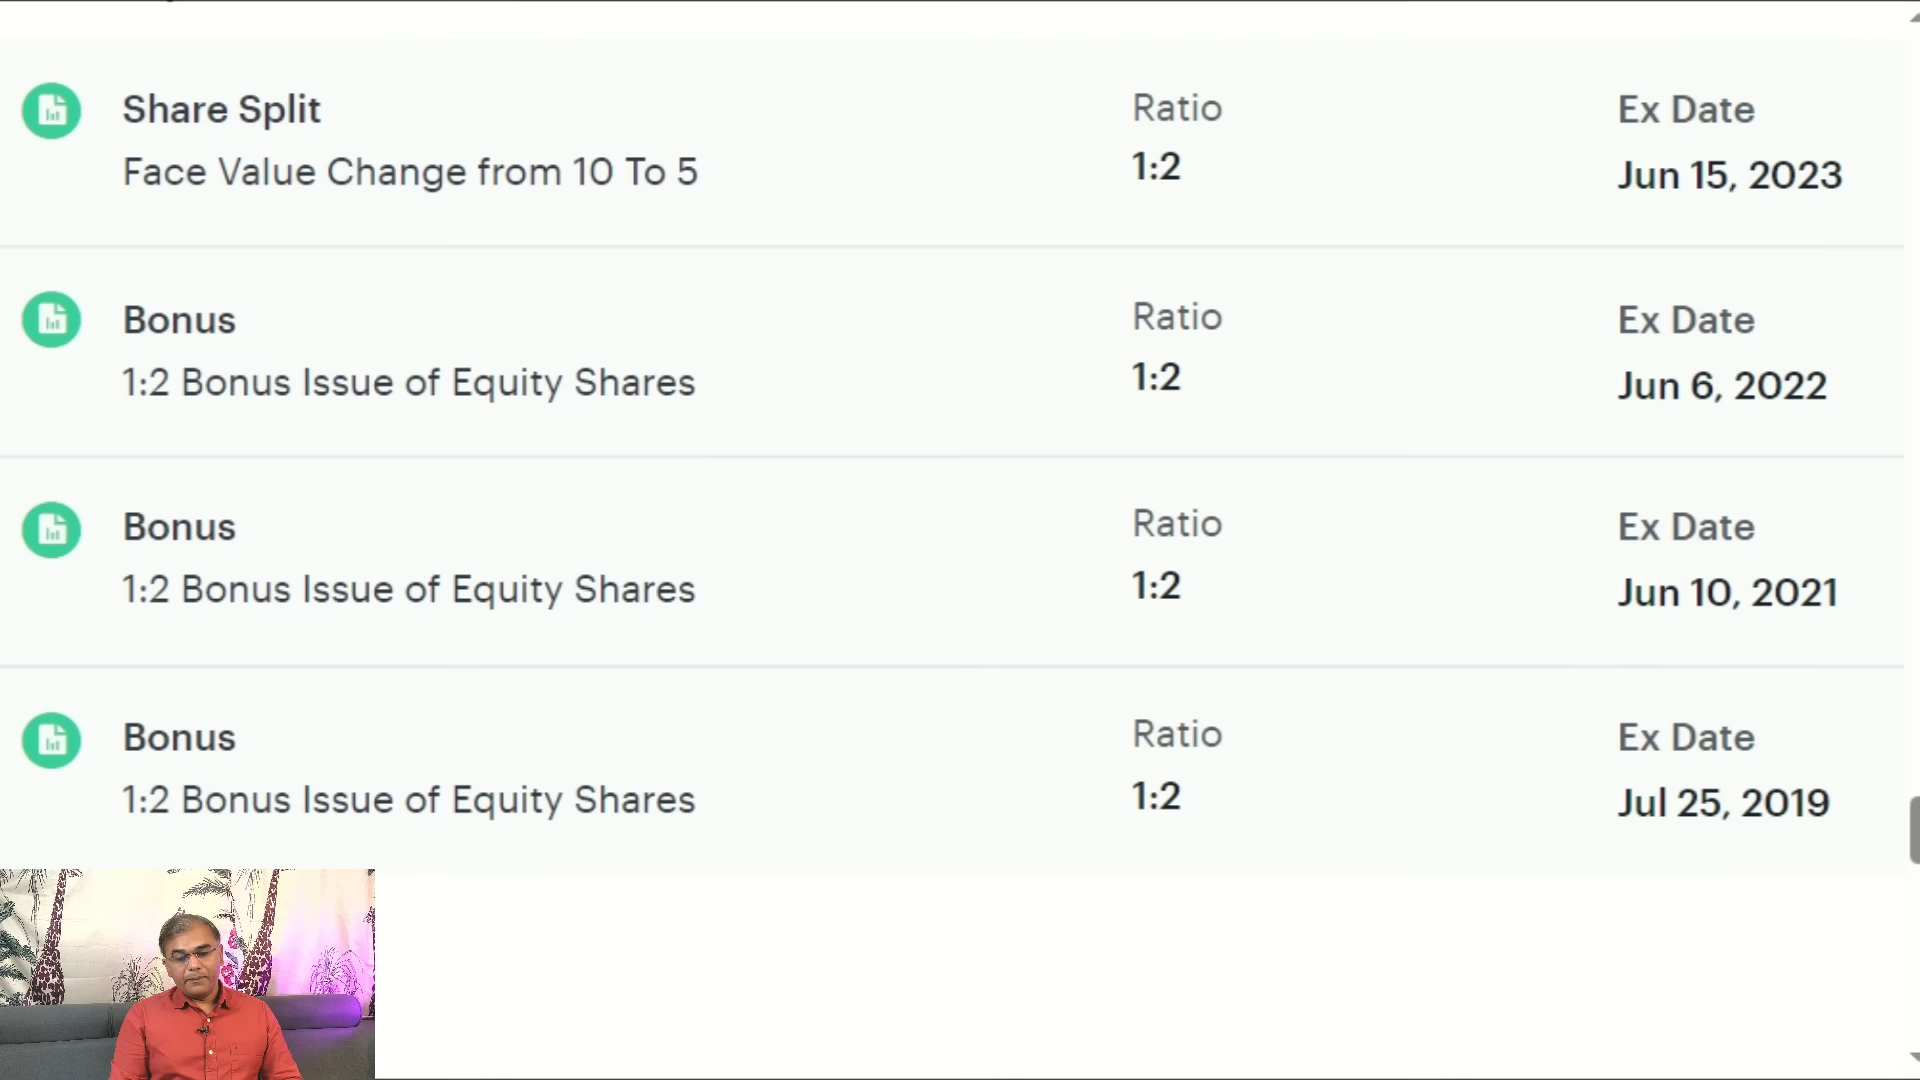 Share Split
Ratio
Ex Date
Face Value Change from 10 To 5
1:2
Jun 15, 2023
Bonus
Ratio
Ex Date
1:2 Bonus Issue of Equity Shares
1:2
Jun 6, 2022
Bonus
Ratio
Ex Date
1:2 Bonus Issue of Equity Shares
1:2
Jun 10, 2021
Bonus
Ratio
Ex Date
1:2 Bonus Issue of Equity Shares
1:2
Jul 25, 2019